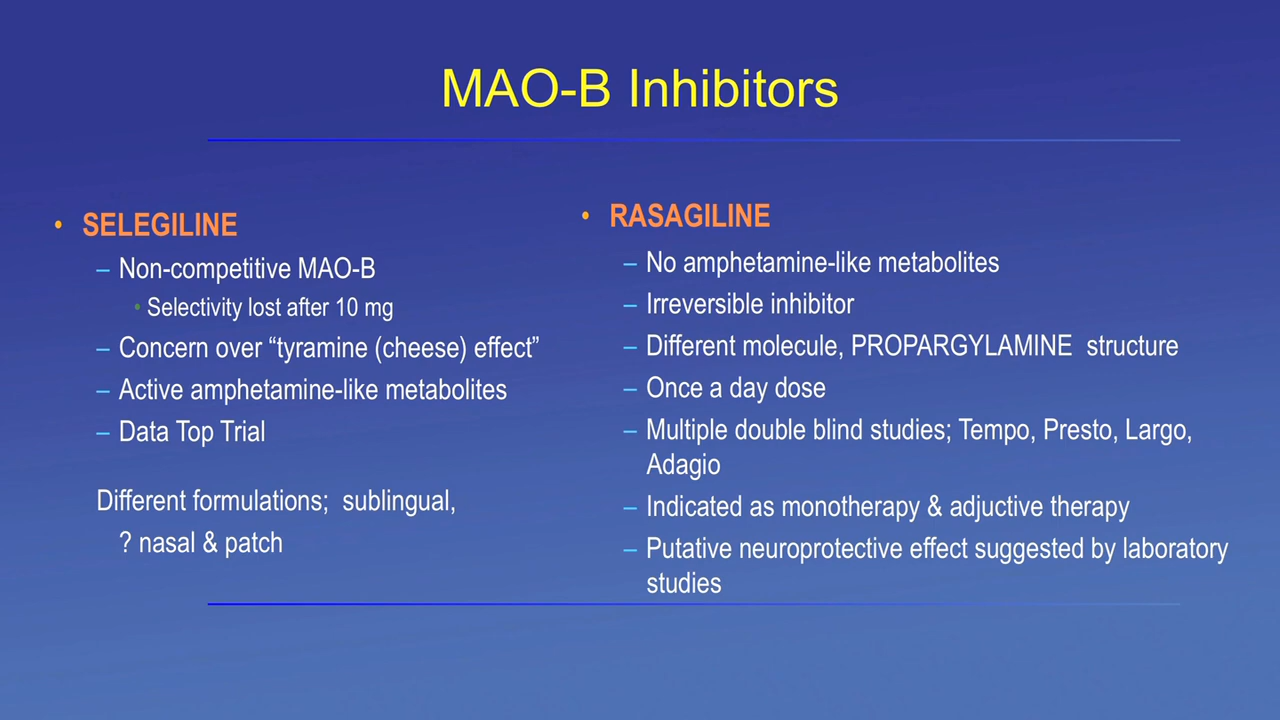 MAO-B Inhibitors
• SELEGILINE
– Non-competitive MAO-B
• Selectivity lost after 10 mg
– Concern over “tyramine (cheese) effect”
– Active amphetamine-like metabolites
– Data Top Trial
Different formulations; sublingual,
? nasal & patch
• RASAGILINE
– No amphetamine-like metabolites
– Irreversible inhibitor
– Different molecule, PROPARGYLAMINE structure
– Once a day dose
– Multiple double blind studies; Tempo, Presto, Largo,
Adagio
– Indicated as monotherapy & adjuctive therapy
– Putative neuroprotective effect suggested by laboratory
studies